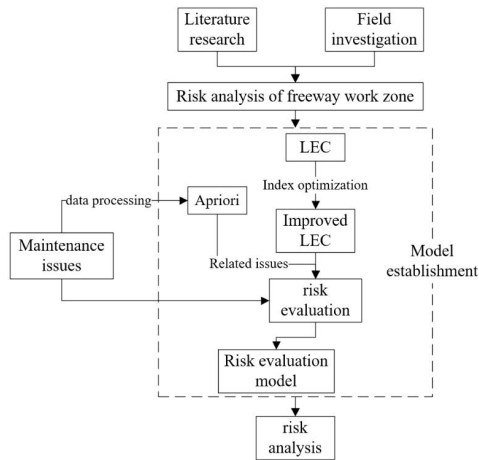 Literature
research
Field
investigation
Risk analysis of freeway work zone
LEC
Index optimization
data processing
Apriori
Improved
LEC
Maintenance
issues
Related issues
Model
establishment
risk
evaluation
Risk evaluation
model
risk
analysis